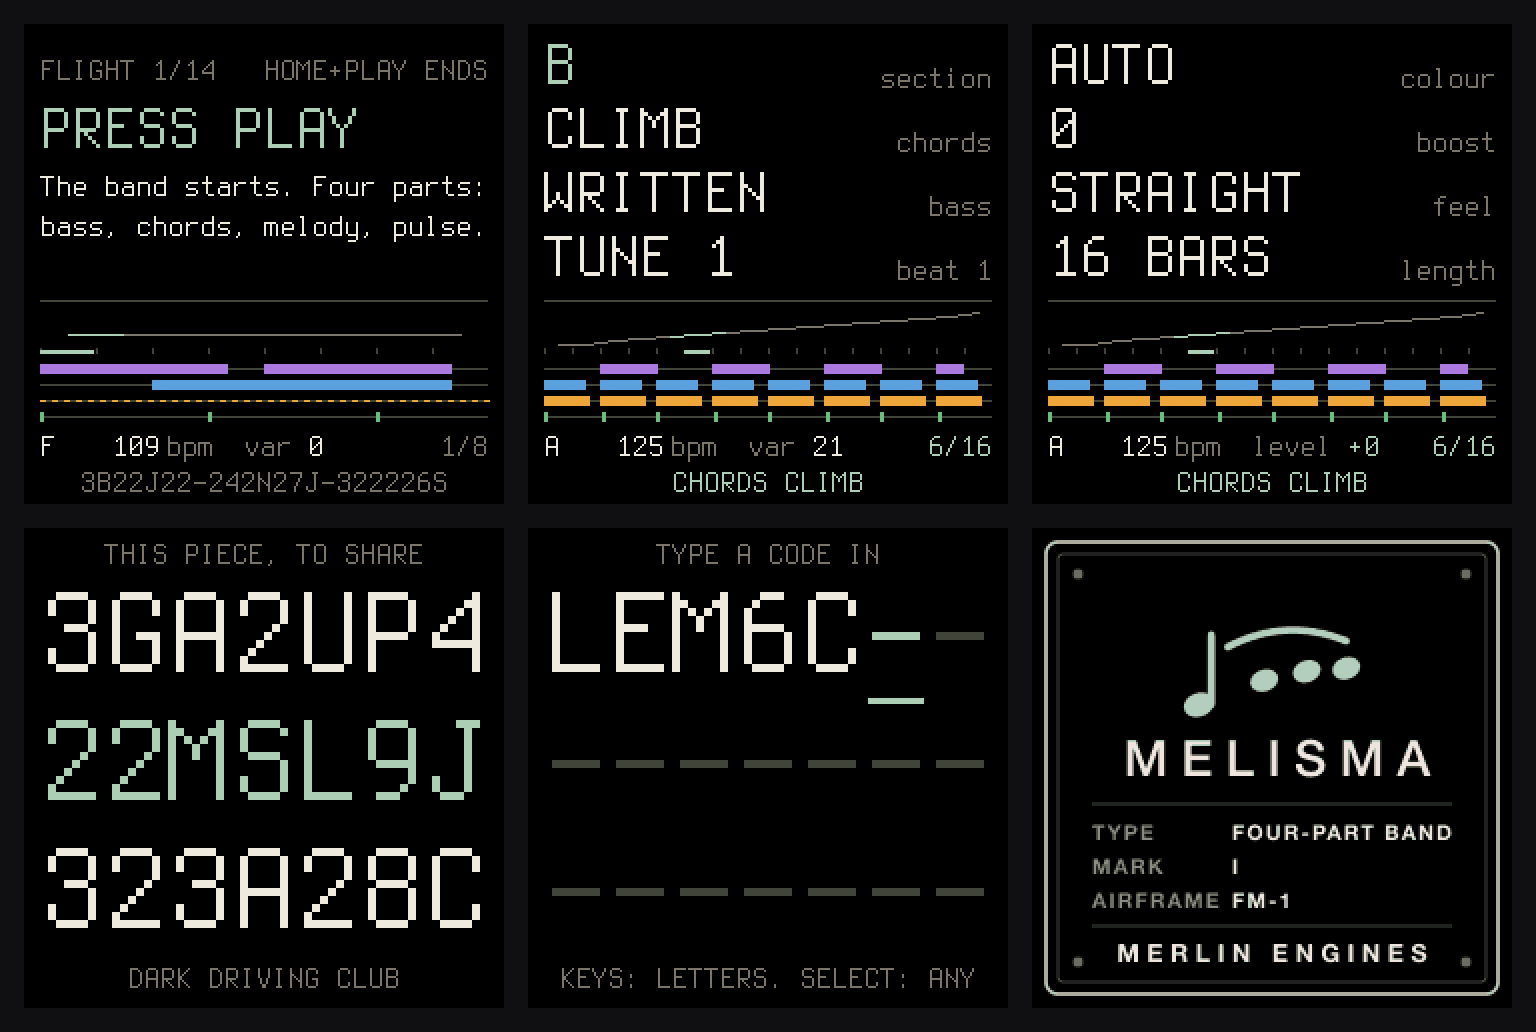 FLIGHT 1/14 HOME+PLAY ENDS
PRESS PLAY
The band starts. Four parts:
bass, chords, melody, pulse.
F 109 bpm var 0 1/8
3B22J22-242N27J-322226S
B section
CLIMB chords
WRITTEN bass
TUNE 1 beat 1
A 125 bpm var 21 6/16
CHORDS CLIMB
AUTO colour
0 boost
STRAIGHT feel
16 BARS length
A 125 bpm level +0 6/16
CHORDS CLIMB
THIS PIECE, TO SHARE
3GA2UP4
22MSL9J
323A28C
DARK DRIVING CLUB
TYPE A CODE IN
LEM6C
KEYS: LETTERS. SELECT: ANY
MELISMA
TYPE FOUR-PART BAND
MARK I
AIRFRAME FM-1
MERLIN ENGINES